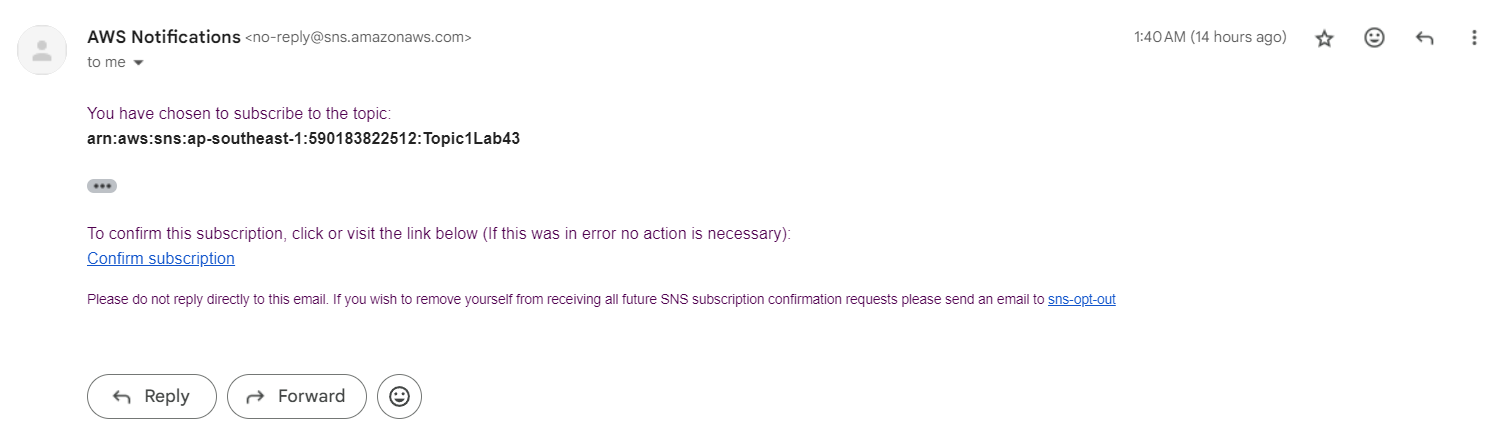 AWS Notifications <no-reply@sns.amazonaws.com>
1:40 AM (14 hours ago)
to me
You have chosen to subscribe to the topic:
arn:aws:sns:ap-southeast-1:590183822512:Topic1Lab43
To confirm this subscription, click or visit the link below (If this was in error no action is necessary):
Confirm subscription
Please do not reply directly to this email. If you wish to remove yourself from receiving all future SNS subscription confirmation requests please send an email to sns-opt-out
Reply
Forward